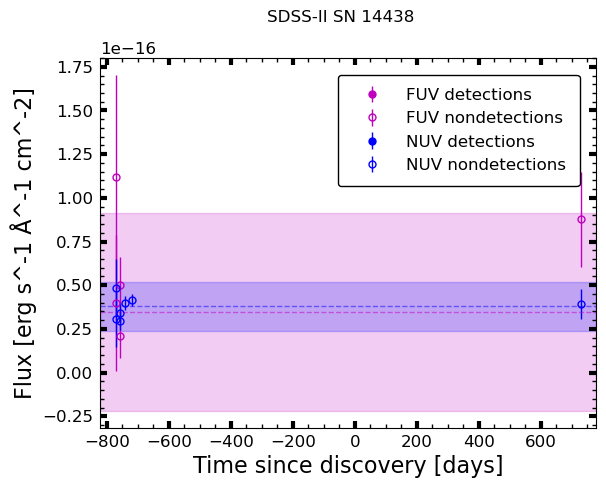 SDSS-II SN 14438
1e−16
1.75
1.50
1.25
1.00
0.75
0.50
0.25
0.00
−0.25
Flux [erg s^-1 Å^-1 cm^-2]
FUV detections
FUV nondetections
NUV detections
NUV nondetections
−800 −600 −400 −200 0 200 400 600
Time since discovery [days]